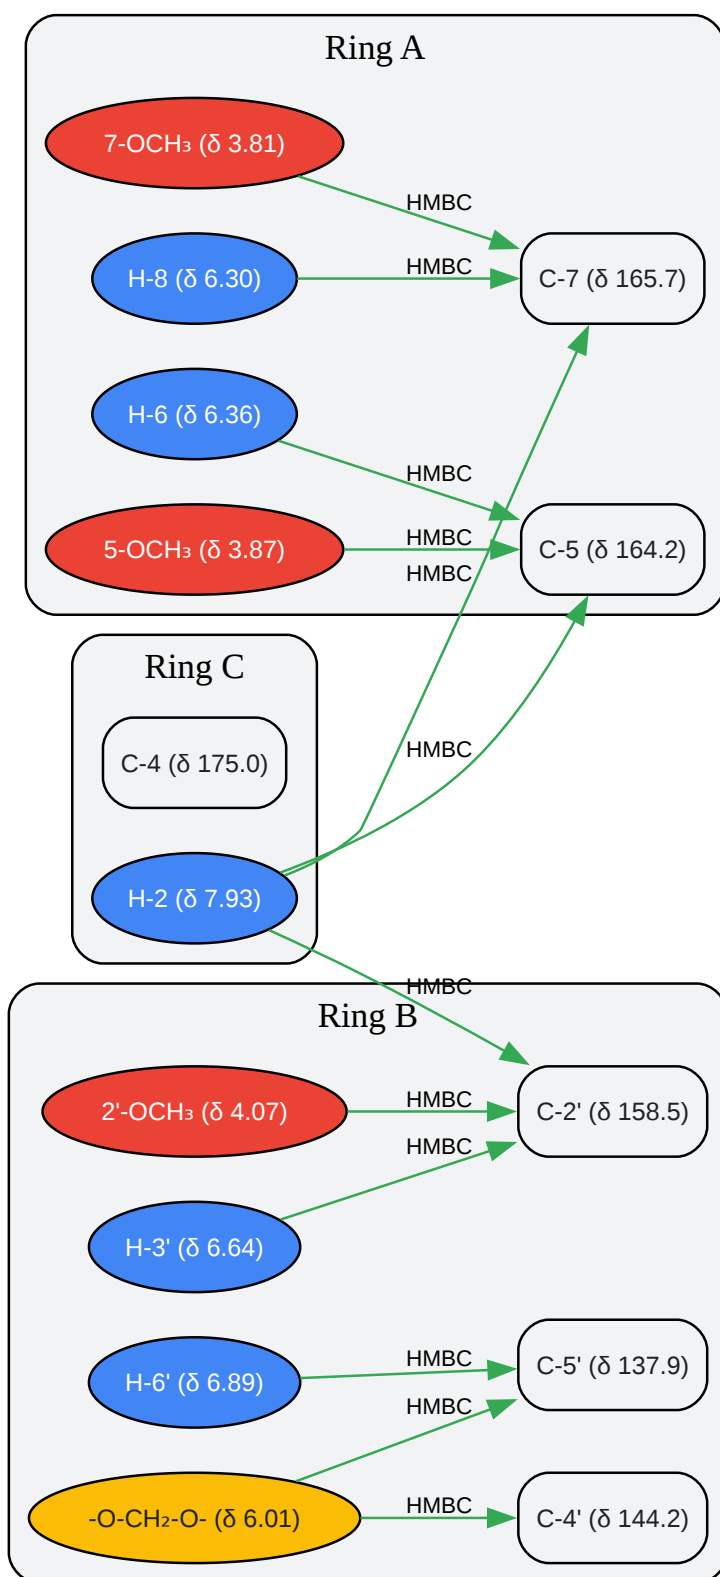 Ring A
7-OCH₃ (δ 3.81)
HMBC
H-8 (δ 6.30)
HMBC
C-7 (δ 165.7)
H-6 (δ 6.36)
HMBC
5-OCH₃ (δ 3.87)
HMBC
C-5 (δ 164.2)
HMBC
Ring C
C-4 (δ 175.0)
HMBC
H-2 (δ 7.93)
HMBC
Ring B
2'-OCH₃ (δ 4.07)
HMBC
C-2' (δ 158.5)
HMBC
H-3' (δ 6.64)
H-6' (δ 6.89)
HMBC
C-5' (δ 137.9)
HMBC
-O-CH₂-O- (δ 6.01)
HMBC
C-4' (δ 144.2)